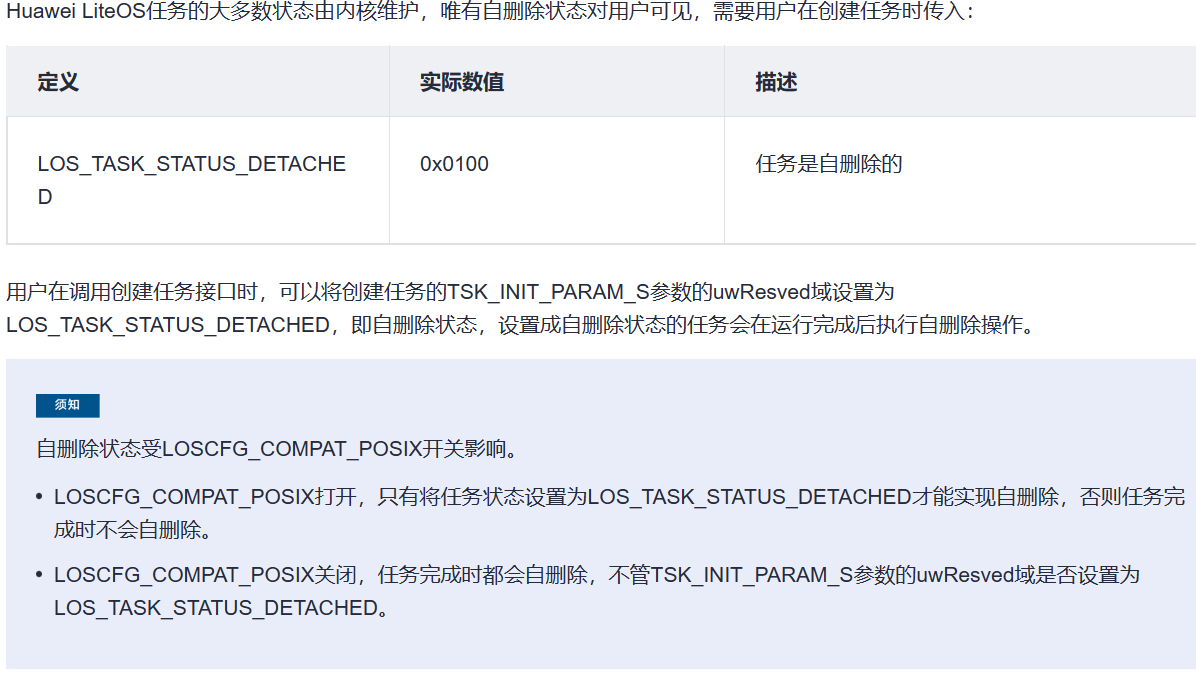 Huawei LiteOS任务的大多数状态由内核维护，唯有自删除状态对用户可见，需要用户在创建任务时传入：
定义
实际数值
描述
LOS_TASK_STATUS_DETACHE
D
0x0100
任务是自删除的
用户在调用创建任务接口时，可以将创建任务的TSK_INIT_PARAM_S参数的uwResved域设置为
LOS_TASK_STATUS_DETACHED，即自删除状态，设置成自删除状态的任务会在运行完成后执行自删除操作。
须知
自删除状态受LOSCFG_COMPAT_POSIX开关影响。
• LOSCFG_COMPAT_POSIX打开，只有将任务状态设置为LOS_TASK_STATUS_DETACHED才能实现自删除，否则任务完
成时不会自删除。
• LOSCFG_COMPAT_POSIX关闭，任务完成时都会自删除，不管TSK_INIT_PARAM_S参数的uwResved域是否设置为
LOS_TASK_STATUS_DETACHED。